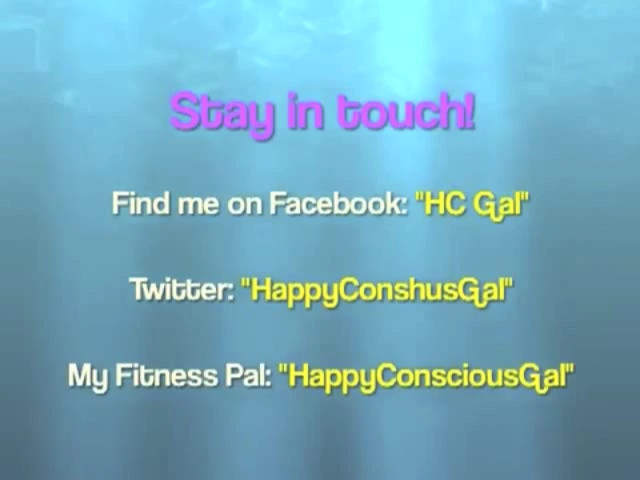 Stay in touch!
Find me on Facebook: "HC Gal"
Twitter: "HappyConshusGal"
My Fitness Pal: "HappyConsciousGal"